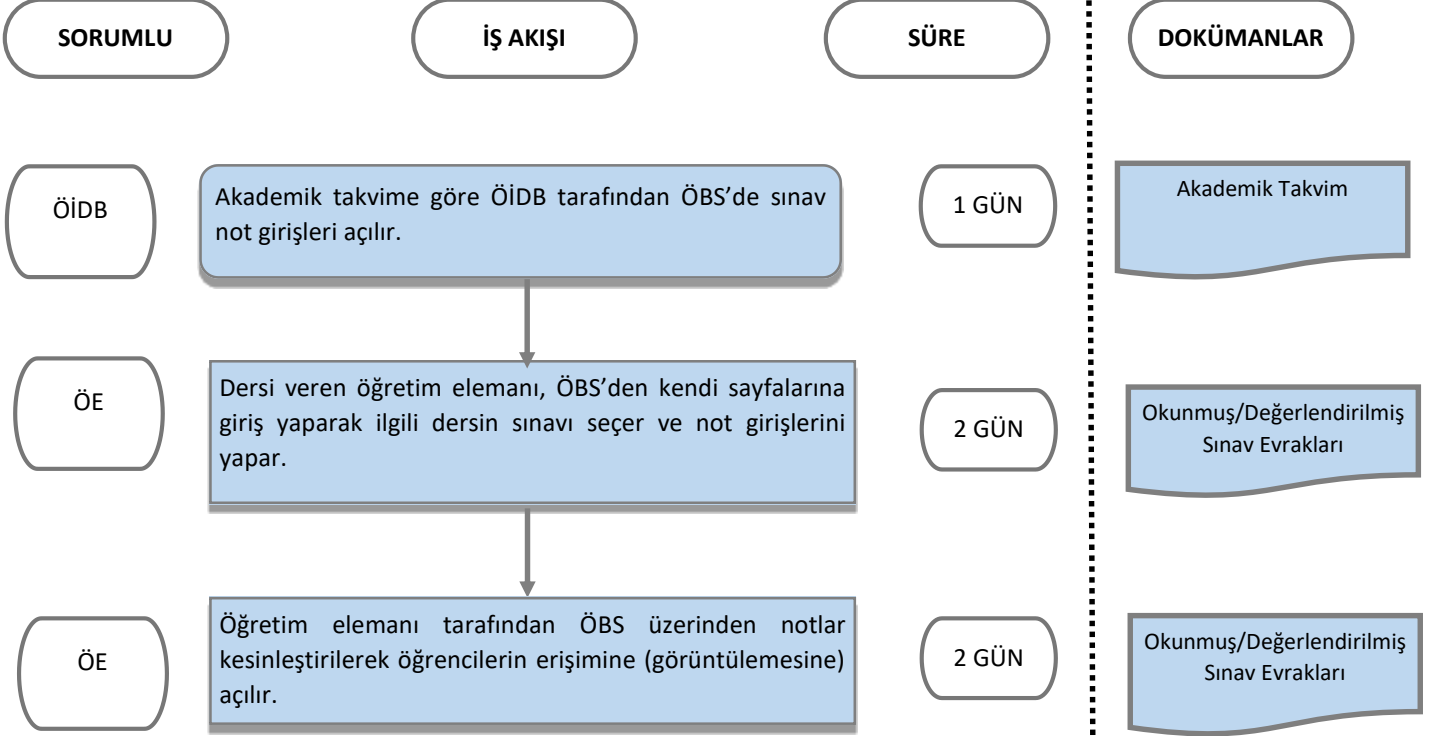 SORUMLU
İŞ AKIŞI
SÜRE
DOKÜMANLAR
ÖİDB
Akademik takvime göre ÖİDB tarafından ÖBS’de sınav
not girişleri açılır.
1 GÜN
Akademik Takvim
ÖE
Dersi veren öğretim elemanı, ÖBS’den kendi sayfalarına
giriş yaparak ilgili dersin sınavı seçer ve not girişlerini
yapar.
2 GÜN
Okunmuş/Değerlendirilmiş
Sınav Evrakları
ÖE
Öğretim elemanı tarafından ÖBS üzerinden notlar
kesinleştirilerek öğrencilerin erişimine (görüntülemesine)
açılır.
2 GÜN
Okunmuş/Değerlendirilmiş
Sınav Evrakları